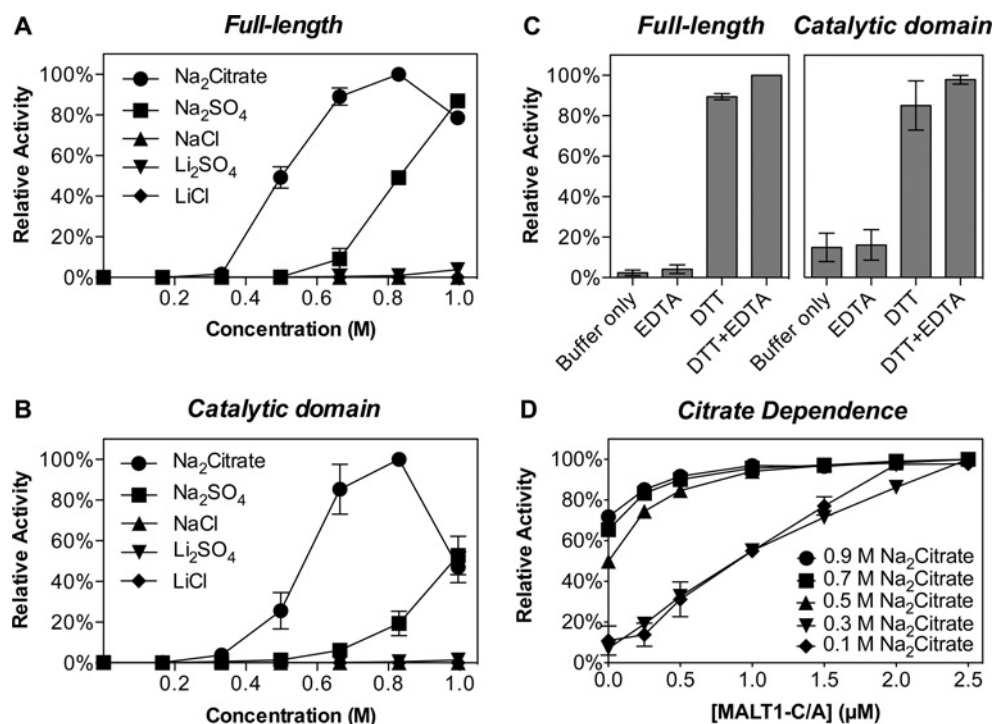 A
Full-length
Relative Activity
100%
80%
60%
40%
20%
0%
Na₂Citrate
Na₂SO₄
NaCl
Li₂SO₄
LiCl
0.2 0.4 0.6 0.8 1.0
Concentration (M)
B
Catalytic domain
Relative Activity
100%
80%
60%
40%
20%
0%
Na₂Citrate
Na₂SO₄
NaCl
Li₂SO₄
LiCl
0.2 0.4 0.6 0.8 1.0
Concentration (M)
C
Full-length Catalytic domain
Relative Activity
100%
80%
60%
40%
20%
0%
Buffer only EDTA DTT DTT+EDTA Buffer only EDTA DTT DTT+EDTA
D
Citrate Dependence
Relative Activity
100%
80%
60%
40%
20%
0%
0.9 M Na₂Citrate
0.7 M Na₂Citrate
0.5 M Na₂Citrate
0.3 M Na₂Citrate
0.1 M Na₂Citrate
0.0 0.5 1.0 1.5 2.0 2.5
[MALT1-C/A] (µM)